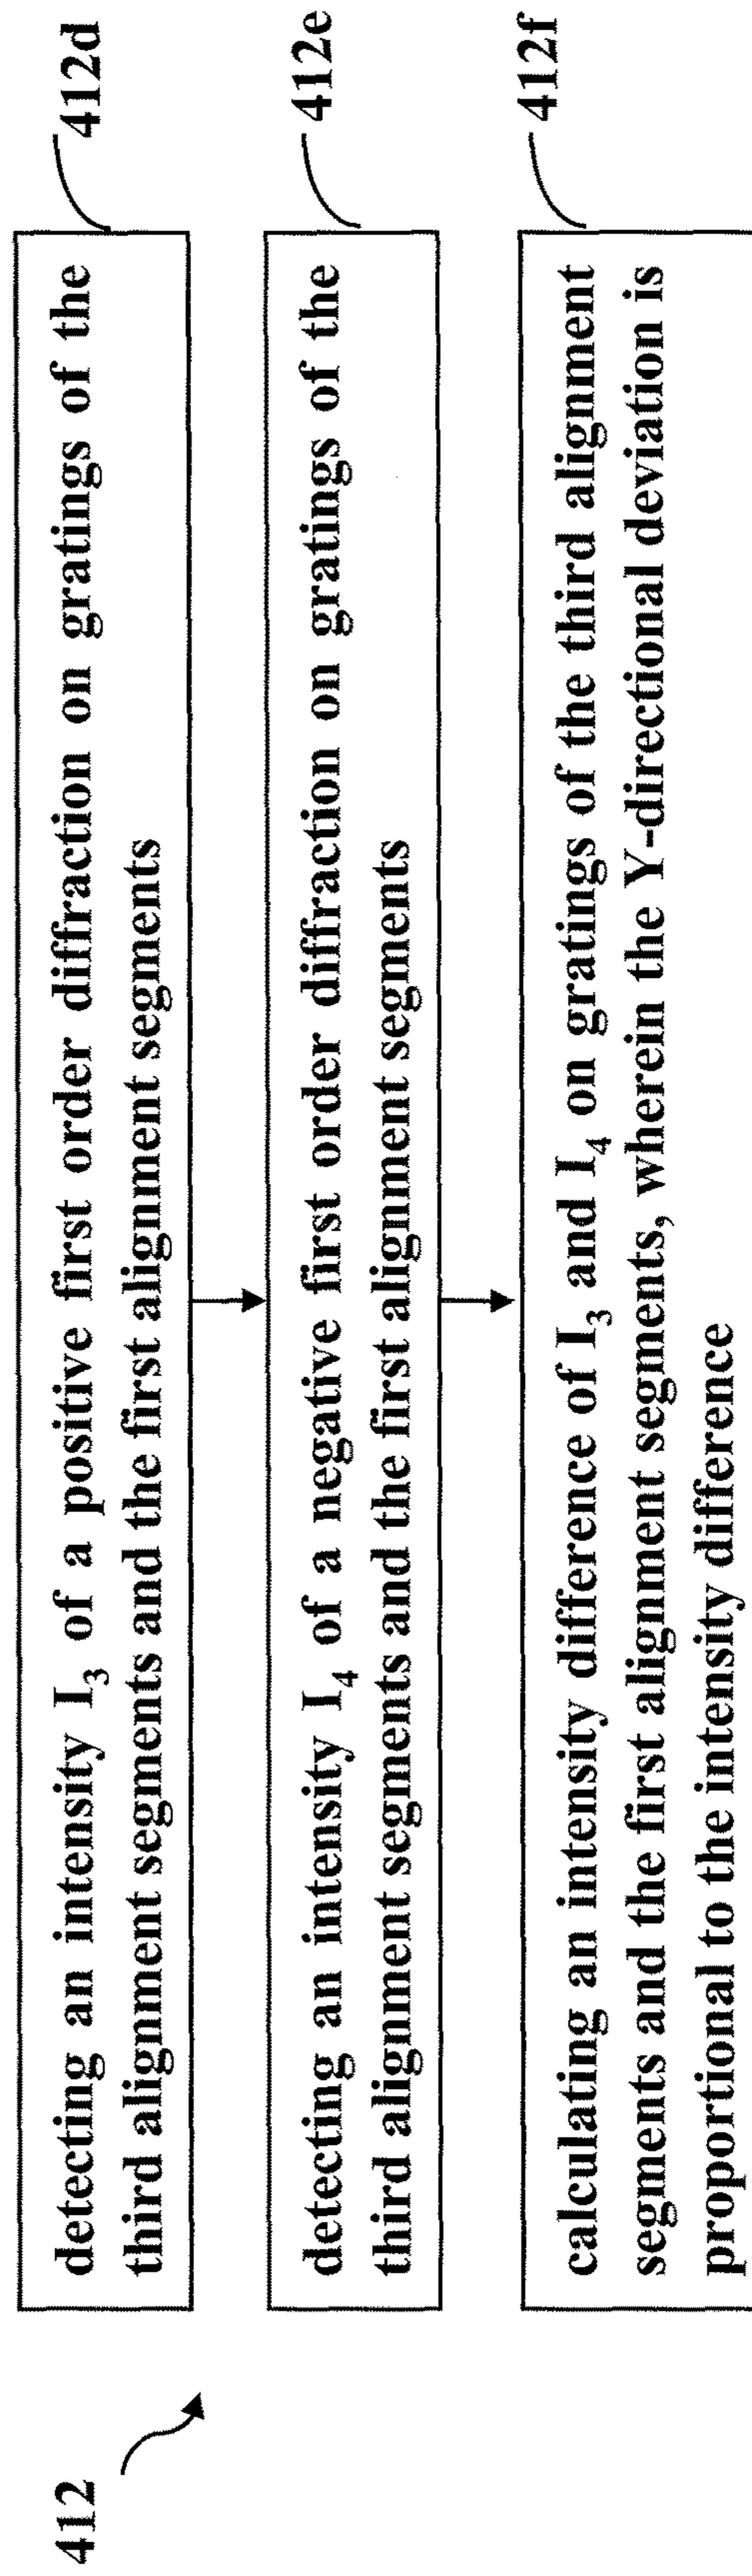 412
detecting an intensity I₃ of a positive first order diffraction on gratings of the
third alignment segments and the first alignment segments
412d
detecting an intensity I₄ of a negative first order diffraction on gratings of the
third alignment segments and the first alignment segments
412e
calculating an intensity difference of I₃ and I₄ on gratings of the third alignment
segments and the first alignment segments, wherein the Y-directional deviation is
proportional to the intensity difference
412f